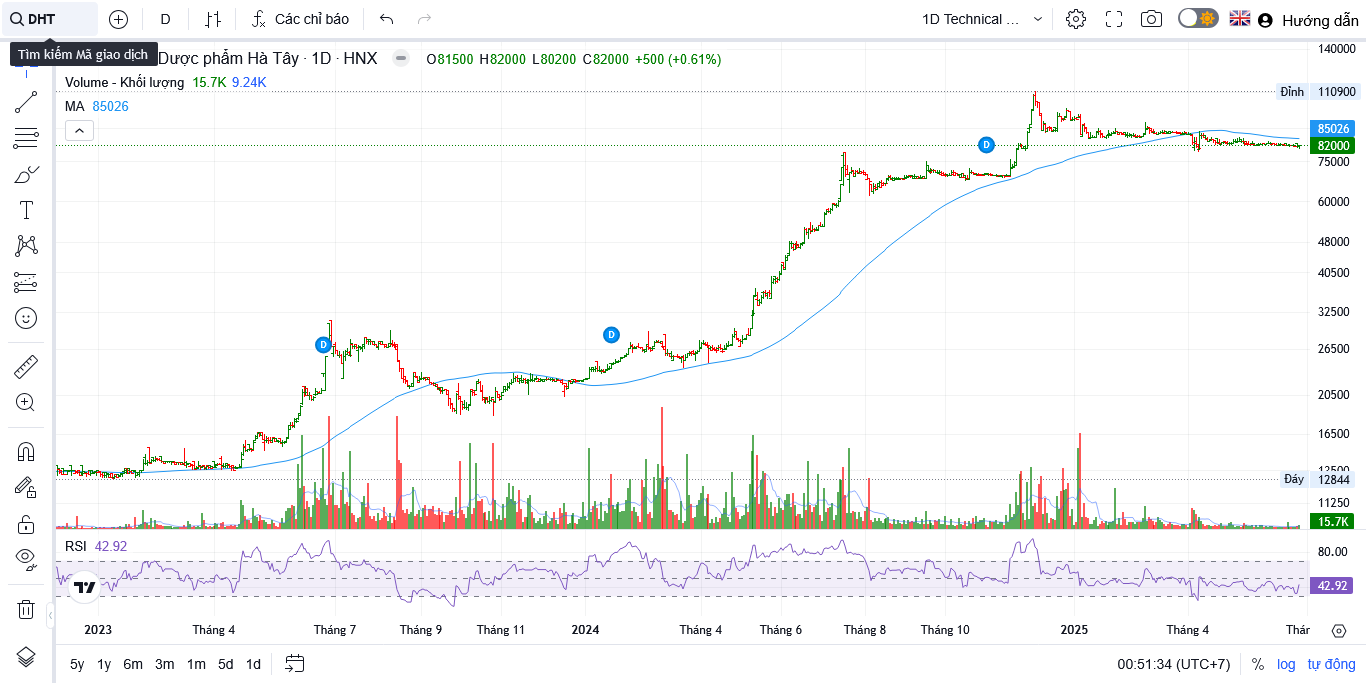 DHT
D
Các chỉ báo
1D Technical ...
Hướng dẫn
Tìm kiếm Mã giao dịch
Dược phẩm Hà Tây · 1D · HNX
O81500 H82000 L80200 C82000 +500 (+0.61%)
Volume - Khối lượng 15.7K 9.24K
MA 85026
140000
Đỉnh 110900
85026
82000
75000
60000
48000
40500
32500
26500
20500
16500
12500
Đáy 12844
11250
15.7K
D
D
D
RSI 42.92
80.00
42.92
2023
Tháng 4
Tháng 7
Tháng 9
Tháng 11
2024
Tháng 4
Tháng 6
Tháng 8
Tháng 10
2025
Tháng 4
Thár
5y 1y 6m 3m 1m 5d 1d
00:51:34 (UTC+7)
% log tự động